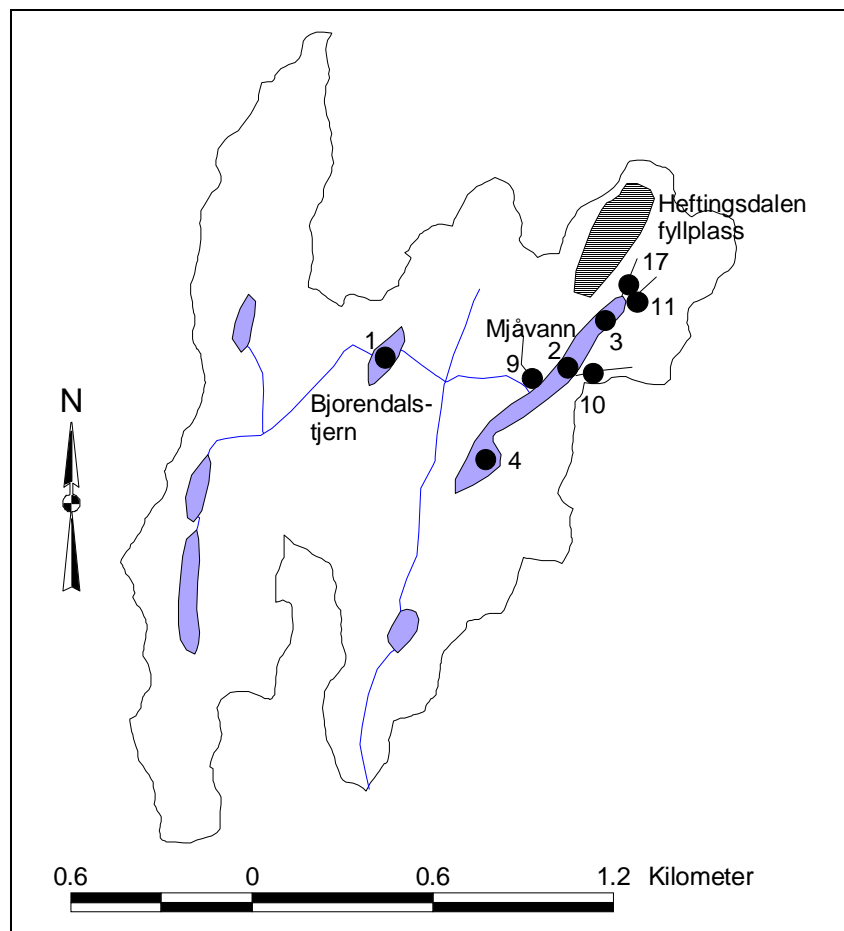 Heftingsdalen
fyllplass
17
11
Mjåvann
3
2
1
9
10
Bjorendals-
tjern
N
4
0.6 0 0.6 1.2 Kilometer